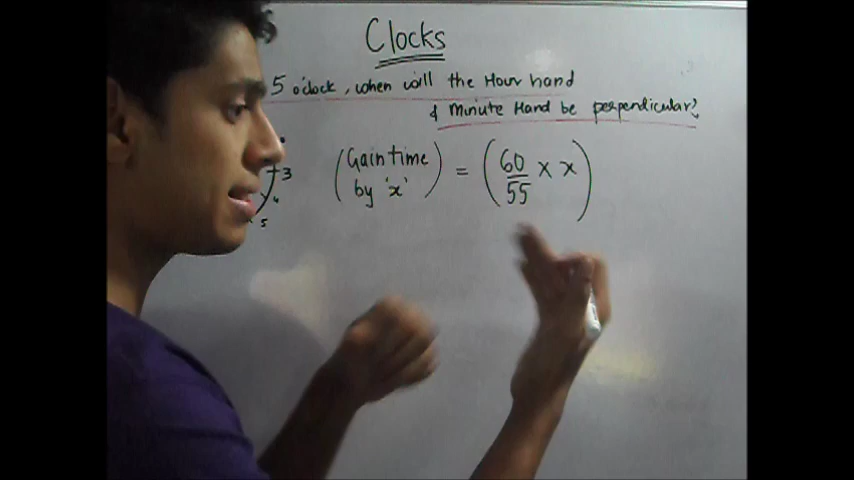 Clocks
5 o'clock, when will the Hour hand
& Minute Hand be perpendicular?
(Gain time by 'x') = (60/55 x x)
3
4
5